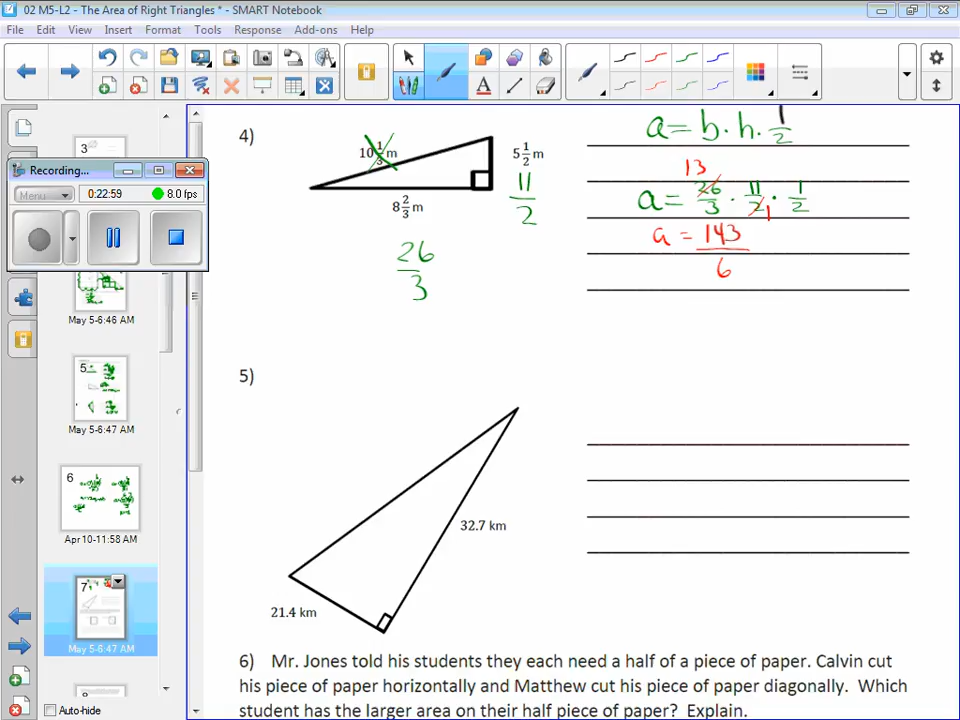 02 M5-L2 - The Area of Right Triangles * - SMART Notebook
File Edit View Insert Format Tools Response Add-ons Help
3
Recording...
0:22:59 8.0 fps
Menu
May 5-6:46 AM
5
May 5-6:47 AM
6
Apr 10-11:58 AM
7
May 5-6:47 AM
8
Auto-hide
4)
10 1/3 m
5 1/2 m
11/2
8 2/3 m
26/3
a = b · h · 1/2
13
a = 26/3 · 11/2 · 1/2
1
a = 143/6
5)
32.7 km
21.4 km
6) Mr. Jones told his students they each need a half of a piece of paper. Calvin cut
his piece of paper horizontally and Matthew cut his piece of paper diagonally. Which
student has the larger area on their half piece of paper? Explain.